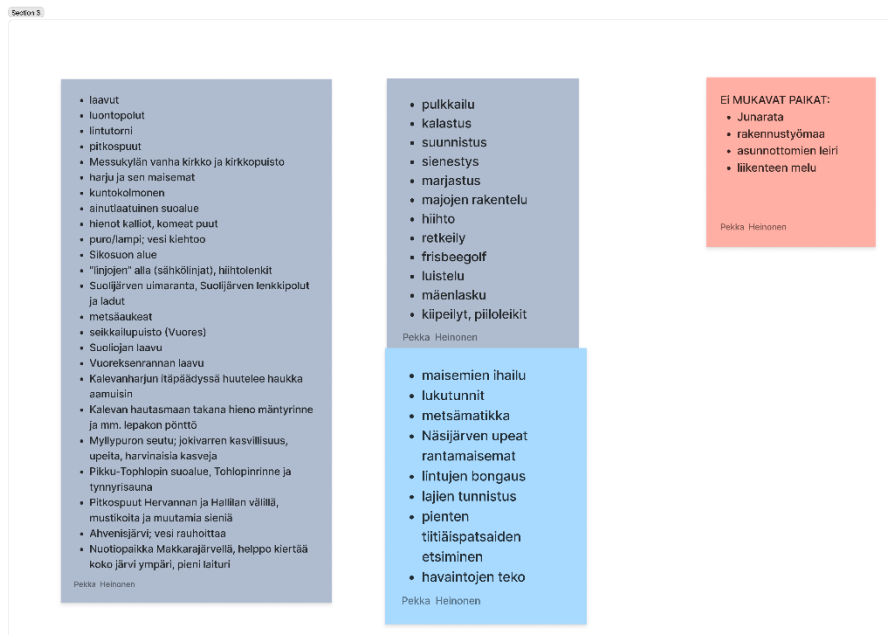 Section 5
• laavut
• luontopolut
• lintutorni
• pitkospuut
• Messukylän vanha kirkko ja kirkkopuisto
• harju ja sen maisemat
• kuntokolmonen
• ainutlaatuinen suoalue
• hienot kalliot, komeat puut
• puro/lampi; vesi kiehtoo
• Sikosuon alue
• "linjojen" alla (sähkölinjat), hiihtolenkit
• Suolijärven uimaranta, Suolijärven lenkkipolut
ja ladut
• metsäaukeat
• seikkailupuisto (Vuores)
• Suoliojan laavu
• Vuoreksenrannan laavu
• Kalevanharjun itäpäädyssä huutelee haukka
aamuisin
• Kalevan hautasmaan takana hieno mäntyrinne
ja mm. lepakon pönttö
• Myllypuron seutu; jokivarren kasvillisuus,
upeita, harvinaisia kasveja
• Pikku-Tophlopin suoalue, Tohlopinrinne ja
tynnyrisauna
• Pitkospuut Hervannan ja Hallilan välillä,
mustikoita ja muutamia sieniä
• Ahvenisjärvi; vesi rauhoittaa
• Nuotiopaikka Makkarajärvellä, helppo kiertää
koko järvi ympäri, pieni laituri
Pekka Heinonen
• pulkkailu
• kalastus
• suunnistus
• sienestys
• marjastus
• majojen rakentelu
• hiihto
• retkeily
• frisbeegolf
• luistelu
• mäenlasku
• kiipeilyt, piiloleikit
Pekka Heinonen
• maisemien ihailu
• lukutunnit
• metsämatikka
• Näsijärven upeat
rantamaisemat
• lintujen bongaus
• lajien tunnistus
• pienten
tiitiäispatsaiden
etsiminen
• havaintojen teko
Pekka Heinonen
Ei MUKAVAT PAIKAT:
• Junarata
• rakennustyömaa
• asunnottomien leiri
• liikenteen melu
Pekka Heinonen